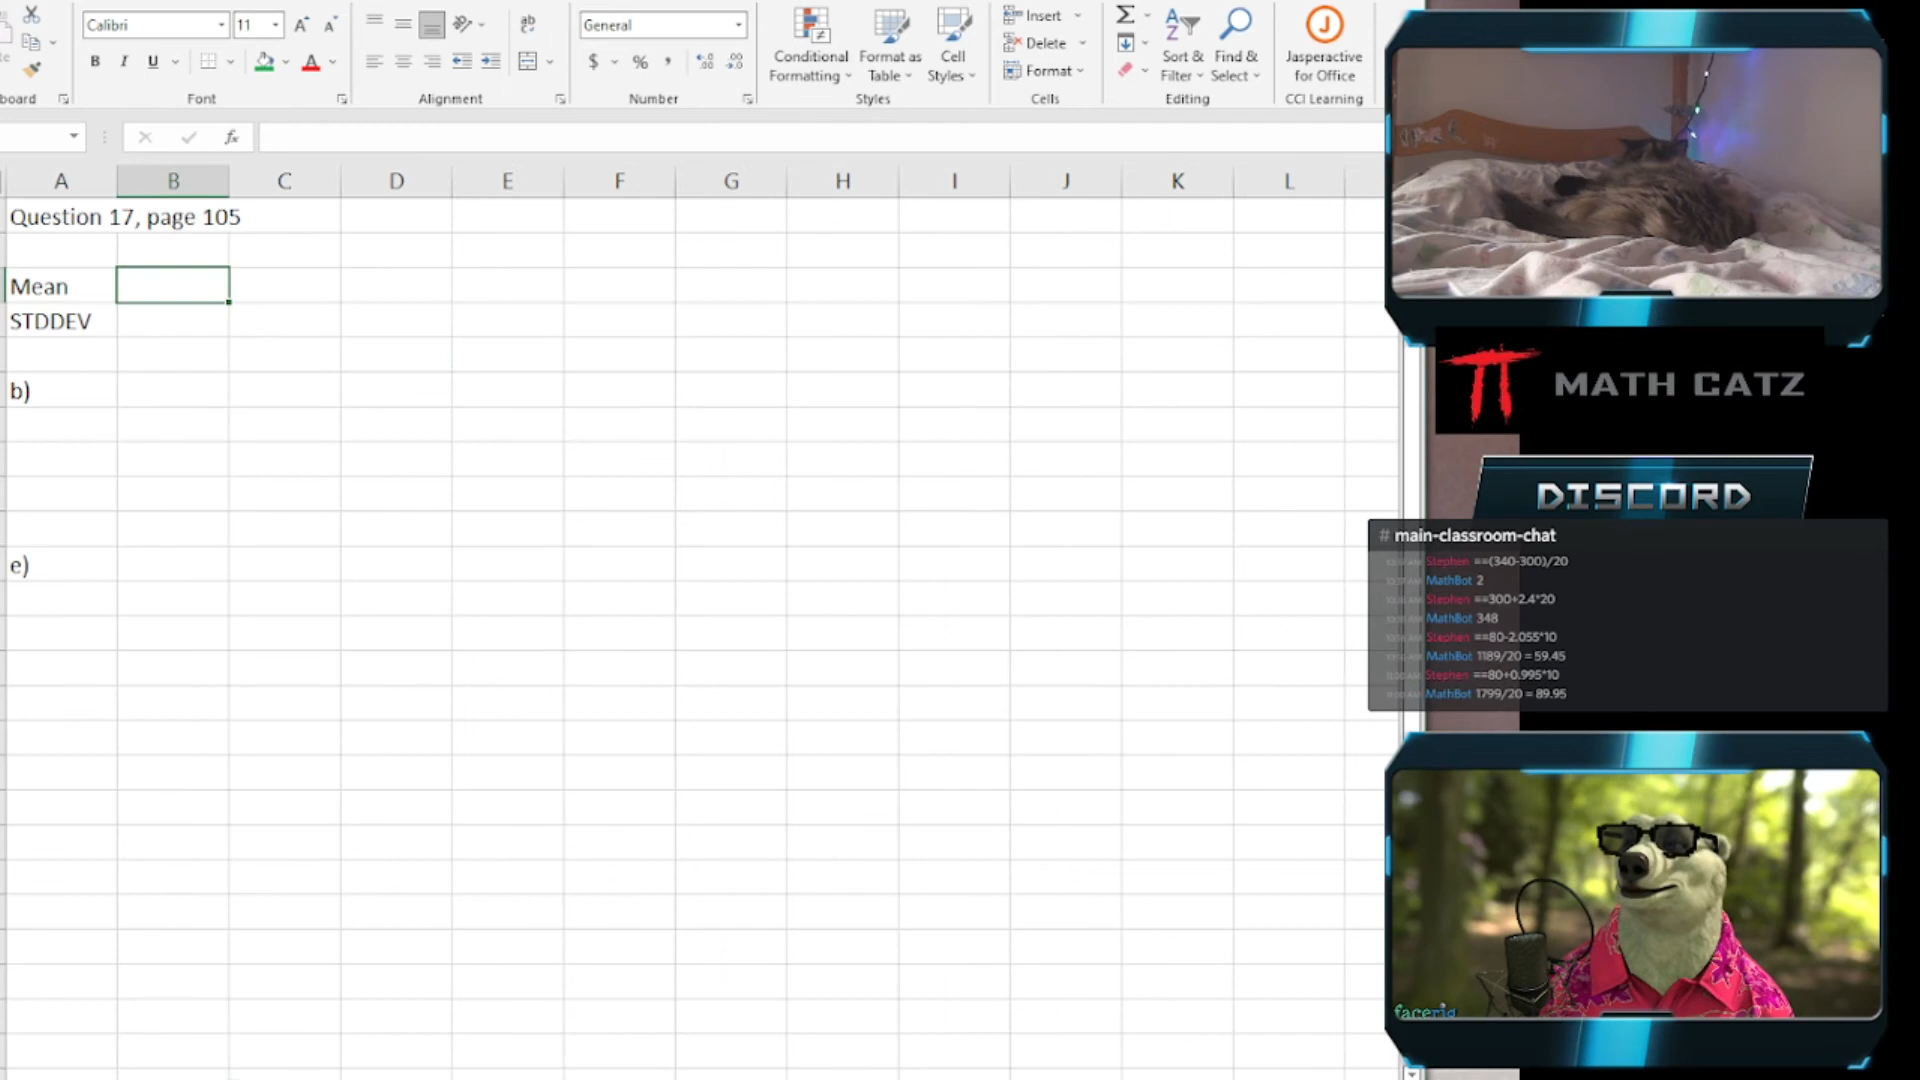 Calibri
11
General
Conditional Formatting
Format as Table
Cell Styles
Insert
Delete
Format
Sort & Filter
Find & Select
Jasperactive for Office
board
Font
Alignment
Number
Styles
Cells
Editing
CCI Learning
A B C D E F G H I J K L
Question 17, page 105
Mean
STDDEV
b)
e)
MATH CATZ
DISCORD
# main-classroom-chat
Stephen ==(340-300)/20
MathBot 2
Stephen ==300+2.4*20
MathBot 348
Stephen ==80-2.055*10
MathBot 1189/20 = 59.45
Stephen ==80+0.995*10
MathBot 1799/20 = 89.95
facerig